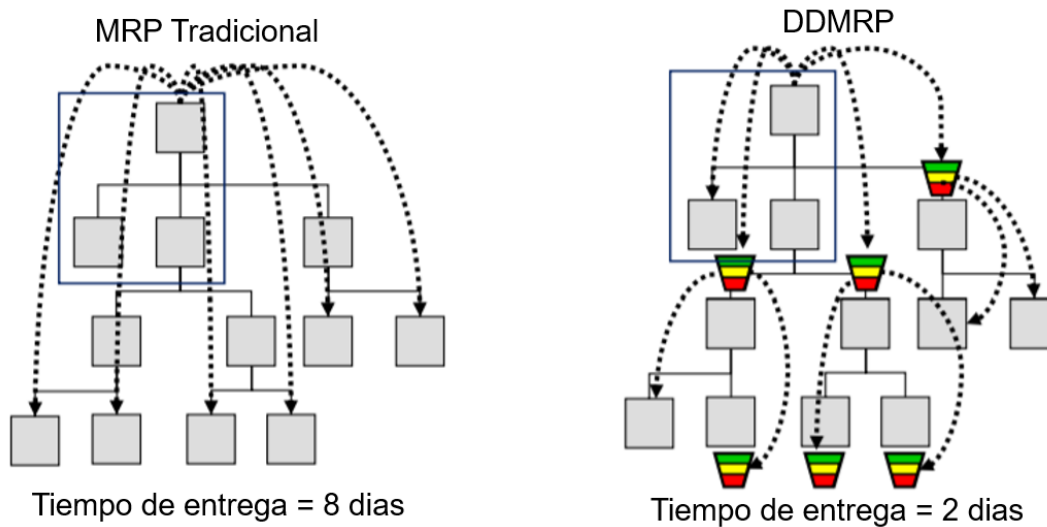 MRP Tradicional
DDMRP
Tiempo de entrega = 8 dias
Tiempo de entrega = 2 dias